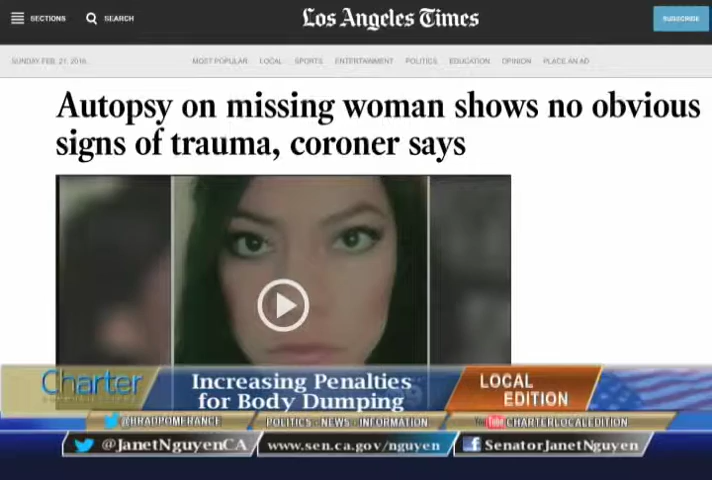 SECTIONS
SEARCH
Los Angeles Times
SUBSCRIBE
SUNDAY FEB. 21, 2016
MOST POPULAR LOCAL SPORTS ENTERTAINMENT POLITICS EDUCATION OPINION PLACE AN AD
Autopsy on missing woman shows no obvious
signs of trauma, coroner says
Charter
COMMUNICATIONS
Increasing Penalties
for Body Dumping
LOCAL
EDITION
@BRADPOMERANCE
POLITICS - NEWS - INFORMATION
YouTube CHARTERLOCALEDITION
@JanetNguyenCA
www.sen.ca.gov/nguyen
f SenatorJanetNguyen